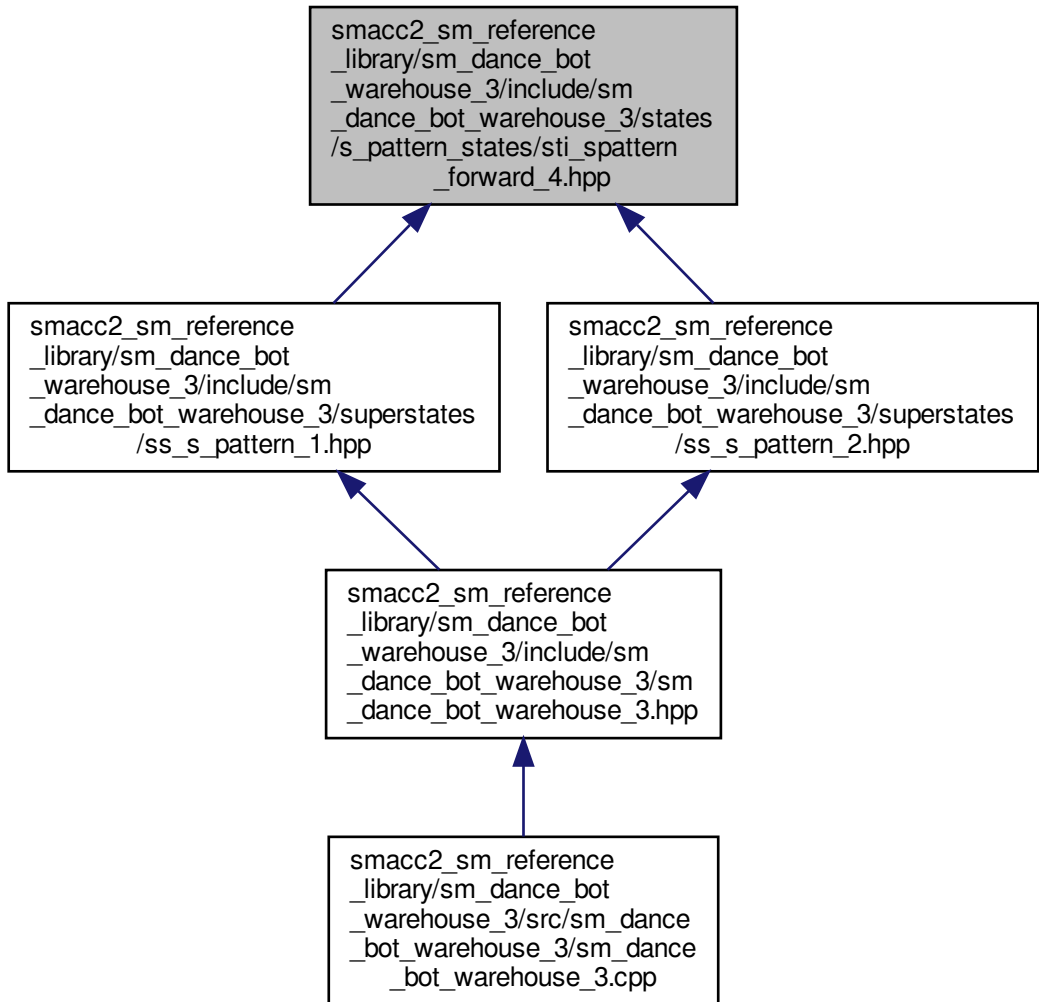 smacc2_sm_reference
_library/sm_dance_bot
_warehouse_3/include/sm
_dance_bot_warehouse_3/states
/s_pattern_states/sti_spattern
_forward_4.hpp
smacc2_sm_reference
_library/sm_dance_bot
_warehouse_3/include/sm
_dance_bot_warehouse_3/superstates
/ss_s_pattern_1.hpp
smacc2_sm_reference
_library/sm_dance_bot
_warehouse_3/include/sm
_dance_bot_warehouse_3/superstates
/ss_s_pattern_2.hpp
smacc2_sm_reference
_library/sm_dance_bot
_warehouse_3/include/sm
_dance_bot_warehouse_3/sm
_dance_bot_warehouse_3.hpp
smacc2_sm_reference
_library/sm_dance_bot
_warehouse_3/src/sm_dance
_bot_warehouse_3/sm_dance
_bot_warehouse_3.cpp